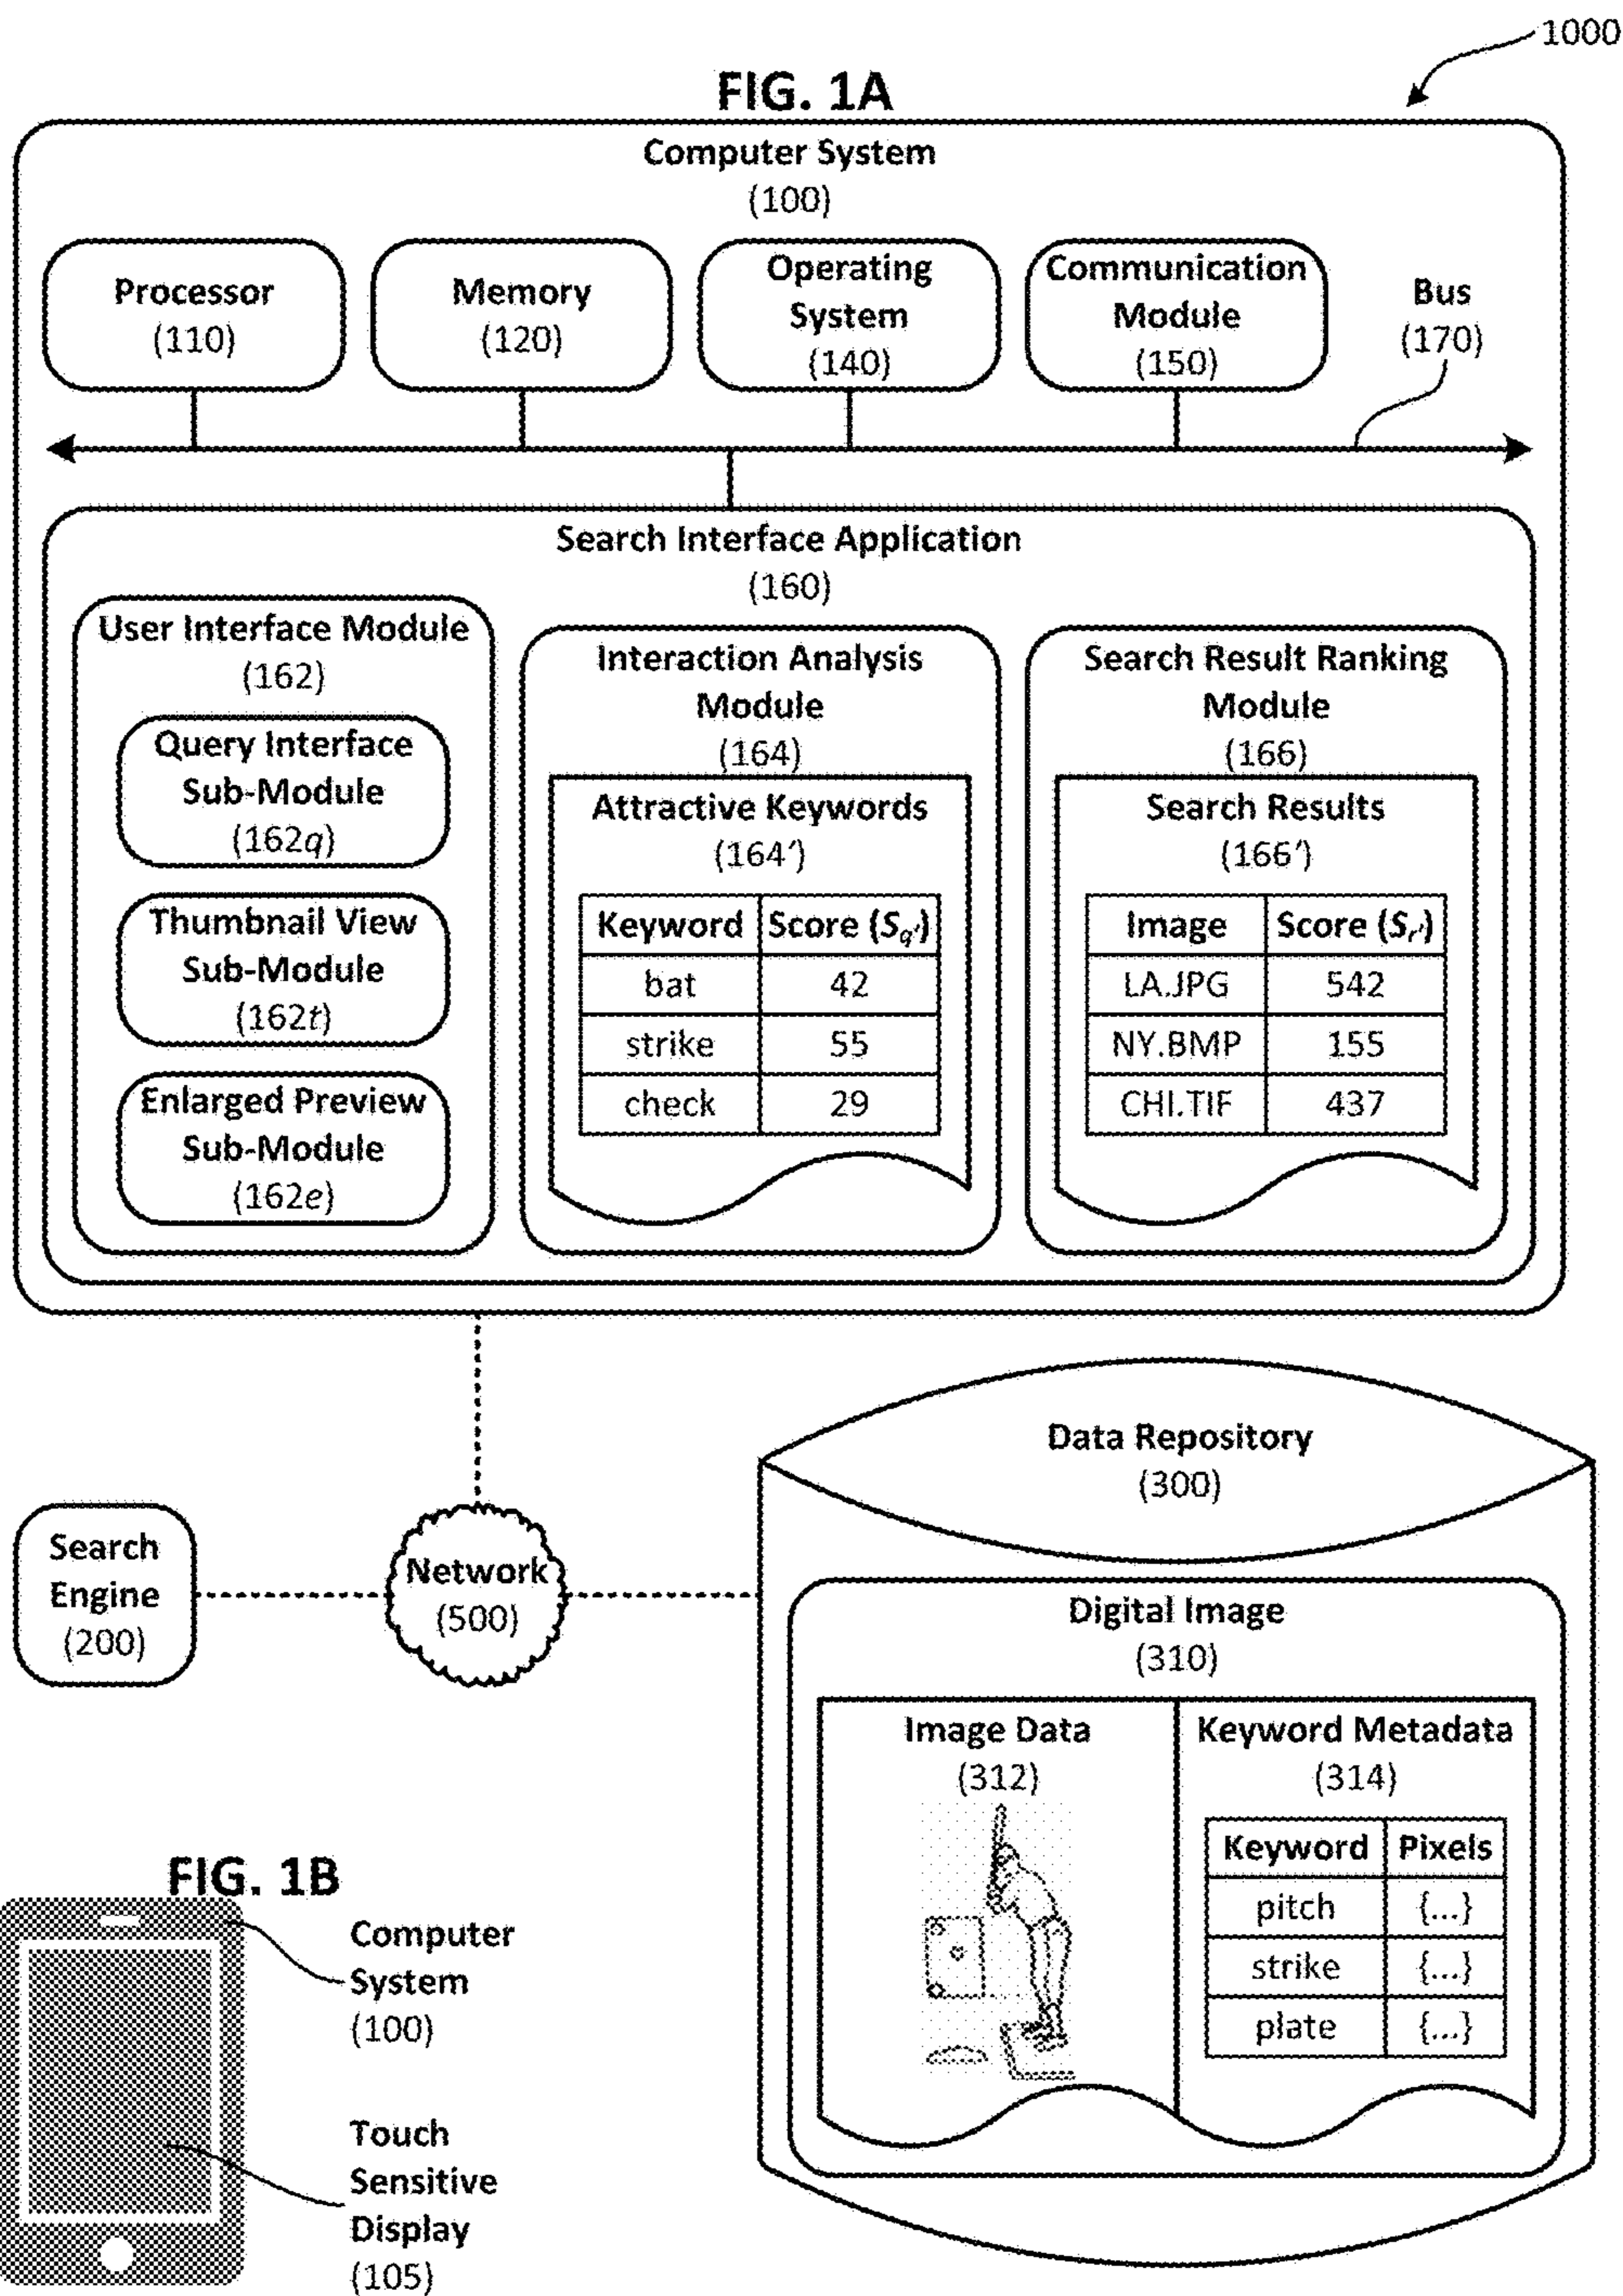 1000
FIG. 1A
Computer System
(100)
Processor
(110)
Memory
(120)
Operating
System
(140)
Communication
Module
(150)
Bus
(170)
Search Interface Application
(160)
User Interface Module
(162)
Query Interface
Sub-Module
(162q)
Thumbnail View
Sub-Module
(162t)
Enlarged Preview
Sub-Module
(162e)
Interaction Analysis
Module
(164)
Attractive Keywords
(164′)
Keyword Score (Sq′)
bat 42
strike 55
check 29
Search Result Ranking
Module
(166)
Search Results
(166′)
Image Score (Sr′)
LA.JPG 542
NY.BMP 155
CHI.TIF 437
Search
Engine
(200)
Network
(500)
Data Repository
(300)
Digital Image
(310)
Image Data
(312)
Keyword Metadata
(314)
Keyword Pixels
pitch {...}
strike {...}
plate {...}
FIG. 1B
Computer
System
(100)
Touch
Sensitive
Display
(105)